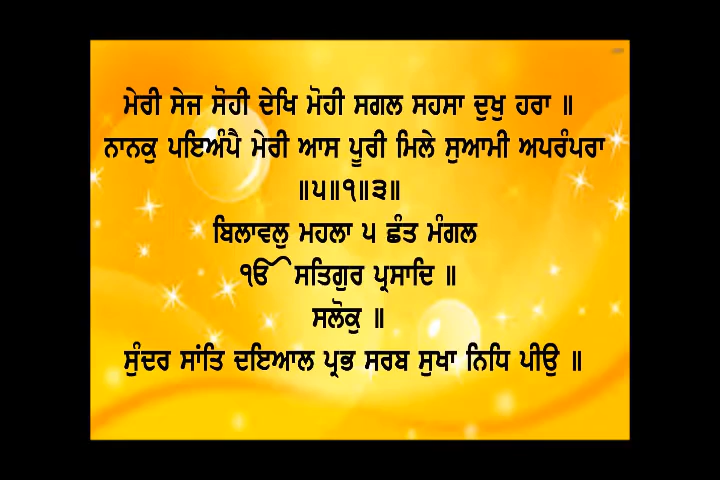 ਮੇਰੀ ਸੇਜ ਸੋਹੀ ਦੇਖਿ ਮੋਹੀ ਸਗਲ ਸਹਸਾ ਦੁਖੁ ਹਰਾ ॥
ਨਾਨਕੁ ਪਇਅੰਪੈ ਮੇਰੀ ਆਸ ਪੂਰੀ ਮਿਲੇ ਸੁਆਮੀ ਅਪਰੰਪਰਾ
॥੫॥੧॥੩॥
ਬਿਲਾਵਲੁ ਮਹਲਾ ੫ ਛੰਤ ਮੰਗਲ
ੴ ਸਤਿਗੁਰ ਪ੍ਰਸਾਦਿ ॥
ਸਲੋਕੁ ॥
ਸੁੰਦਰ ਸਾਂਤਿ ਦਇਆਲ ਪ੍ਰਭ ਸਰਬ ਸੁਖਾ ਨਿਧਿ ਪੀਉ ॥